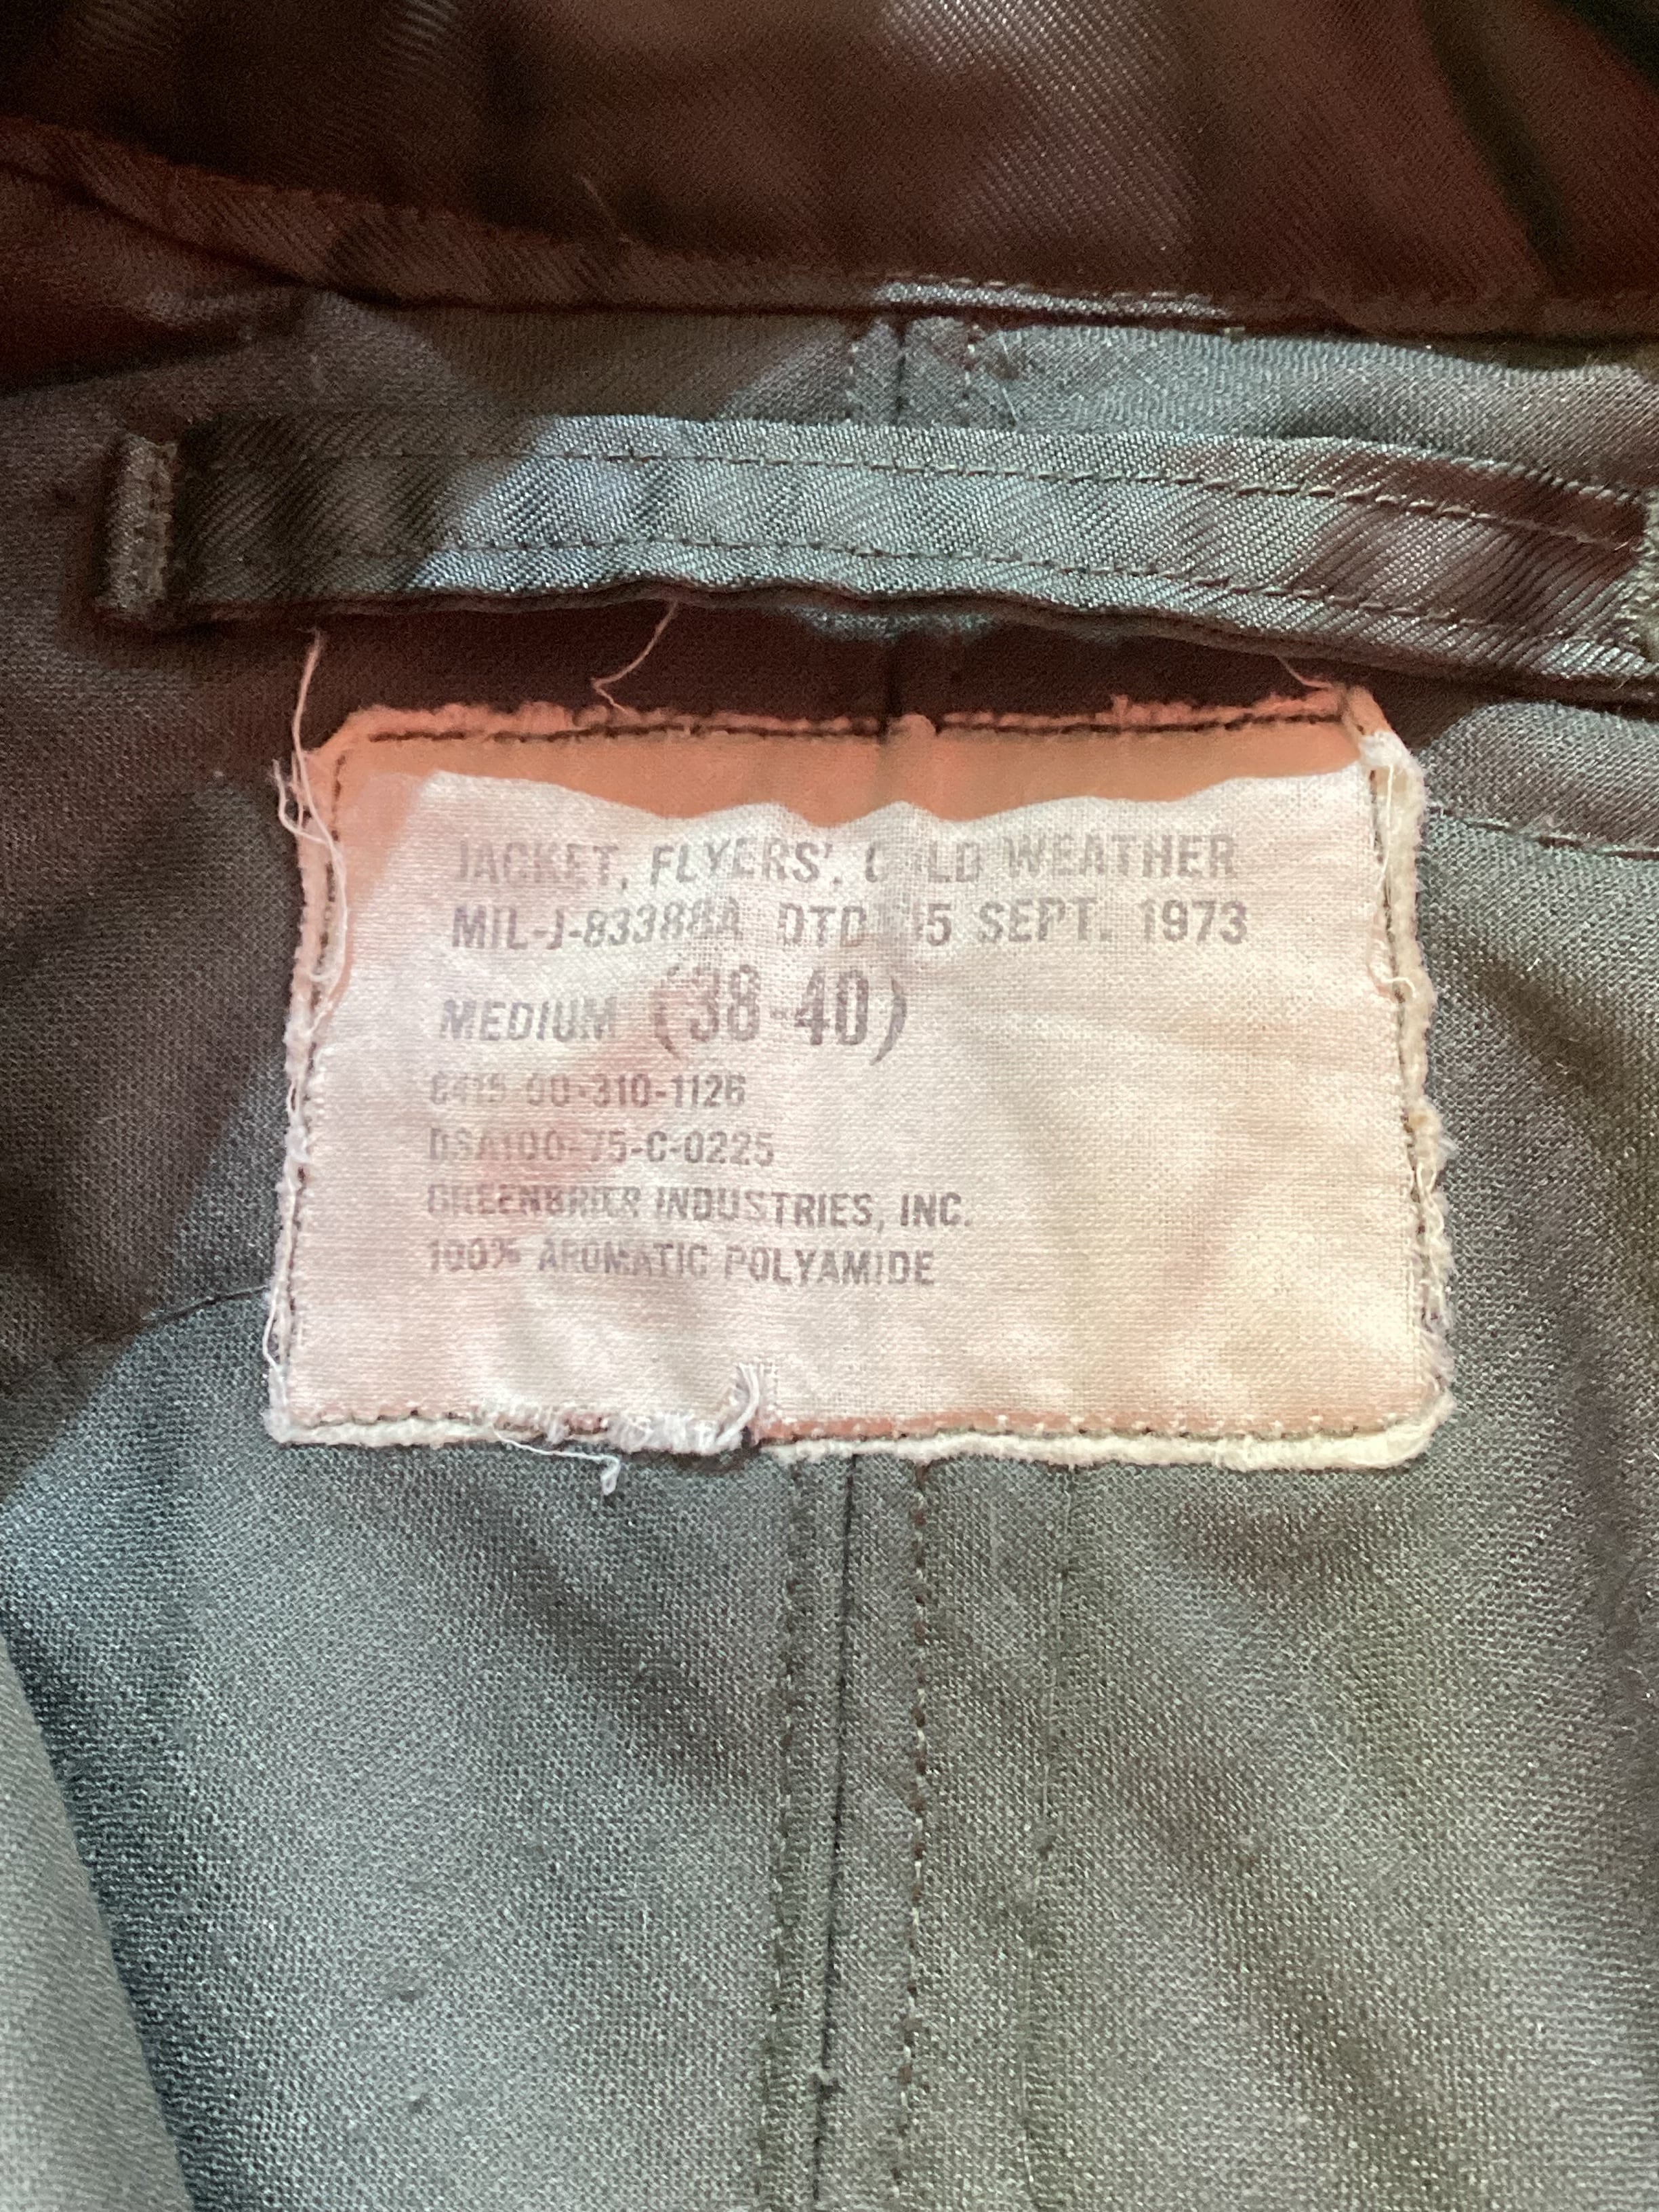 JACKET, FLYERS', COLD WEATHER
MIL-J-83388A DTD 15 SEPT. 1973
MEDIUM (38-40)
8415-00-310-1126
DSA100-75-C-0225
GREENBRIER INDUSTRIES, INC.
100% AROMATIC POLYAMIDE